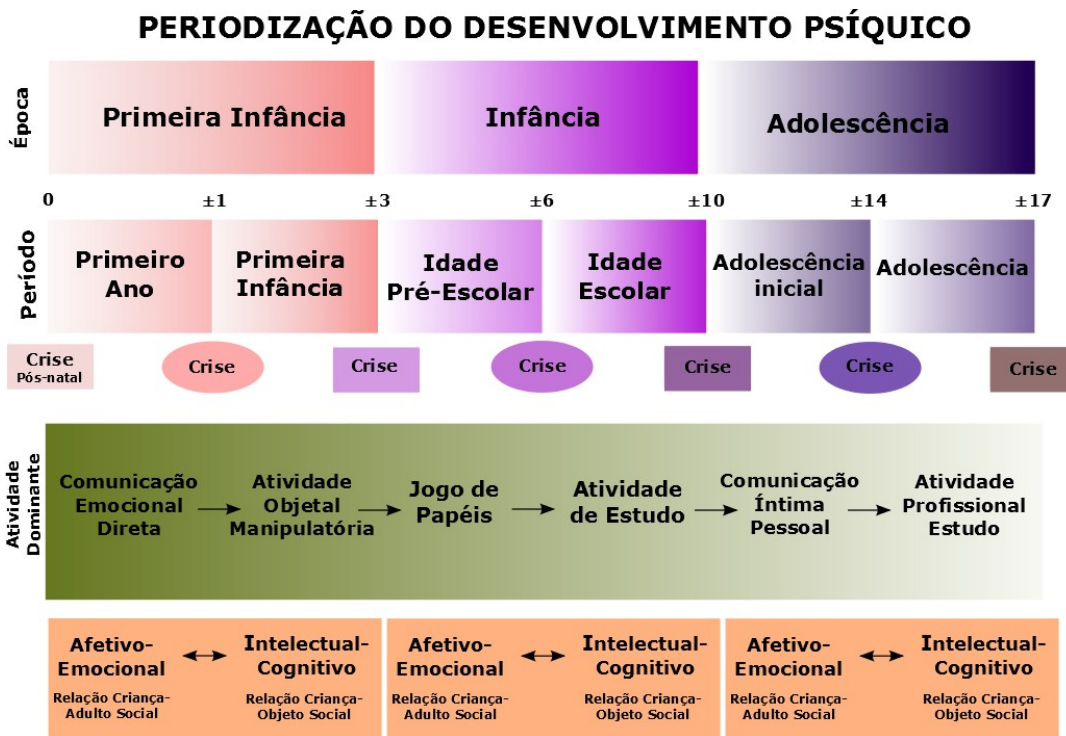 PERIODIZAÇÃO DO DESENVOLVIMENTO PSÍQUICO
Época
Primeira Infância
Infância
Adolescência
0
±1
±3
±6
±10
±14
±17
Período
Primeiro
Ano
Primeira
Infância
Idade
Pré-Escolar
Idade
Escolar
Adolescência
inicial
Adolescência
Crise
Pós-natal
Crise
Crise
Crise
Crise
Crise
Crise
Atividade
Dominante
Comunicação
Emocional
Direta
Atividade
Objetal
Manipulatória
Jogo de
Papéis
Atividade
de Estudo
Comunicação
Íntima
Pessoal
Atividade
Profissional
Estudo
Afetivo-
Emocional
Relação Criança-
Adulto Social
Intelectual-
Cognitivo
Relação Criança-
Objeto Social
Afetivo-
Emocional
Relação Criança-
Adulto Social
Intelectual-
Cognitivo
Relação Criança-
Objeto Social
Afetivo-
Emocional
Relação Criança-
Adulto Social
Intelectual-
Cognitivo
Relação Criança-
Objeto Social